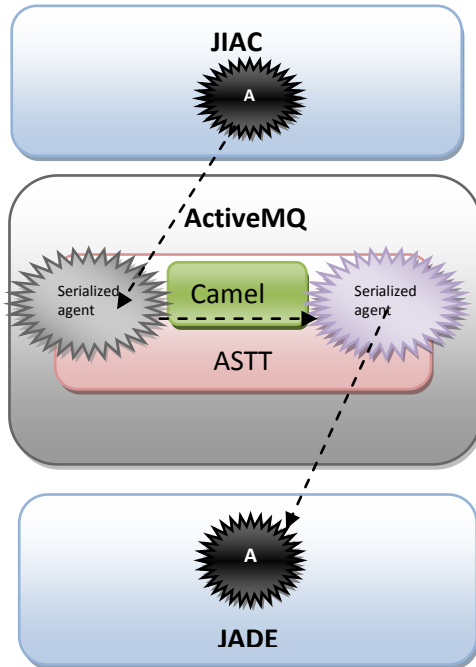 JIAC
A
ActiveMQ
Serialized
agent
Camel
Serialized
agent
ASTT
A
JADE